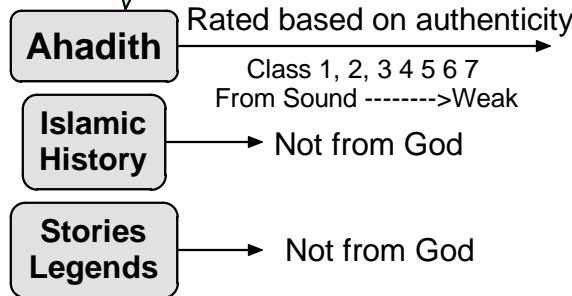 Ahadith
Rated based on authenticity
Class 1, 2, 3 4 5 6 7
From Sound -------->Weak
Islamic
History
Not from God
Stories
Legends
Not from God